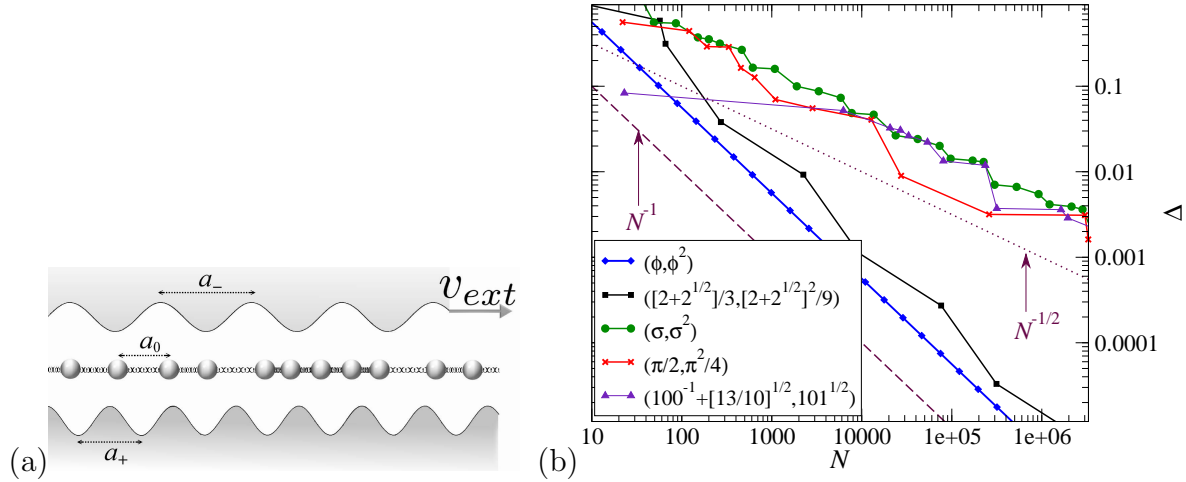 a_−
v_ext
a_0
a_+
(a)
0.1
0.01
0.001
0.0001
Δ
N^-1
N^-1/2
(ϕ,ϕ^2)
([2+2^1/2]/3,[2+2^1/2]^2/9)
(σ,σ^2)
(π/2,π^2/4)
(100^-1+[13/10]^1/2,101^1/2)
10 100 1000 10000 1e+05 1e+06
N
(b)